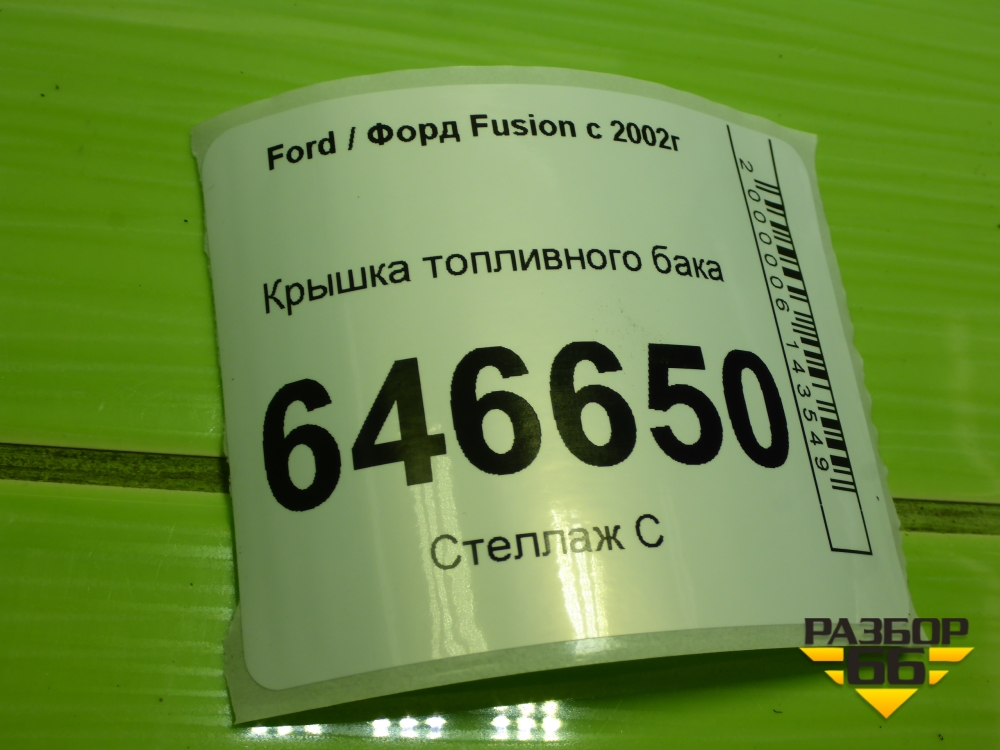 Ford / Форд Fusion с 2002г
Крышка топливного бака
646650
Стеллаж С
2000006143549
РАЗБОР
66